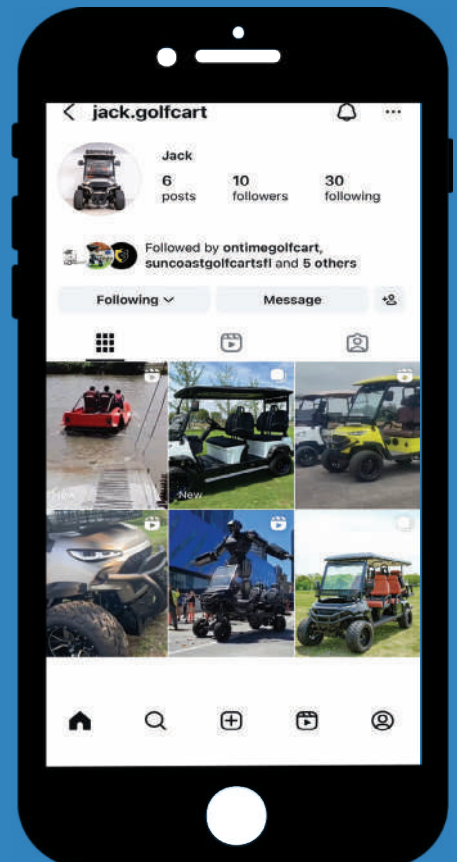 jack.golfcart
Jack
6
posts
10
followers
30
following
Followed by ontimegolfcart,
suncoastgolfcartsfl and 5 others
Following
Message
New
New